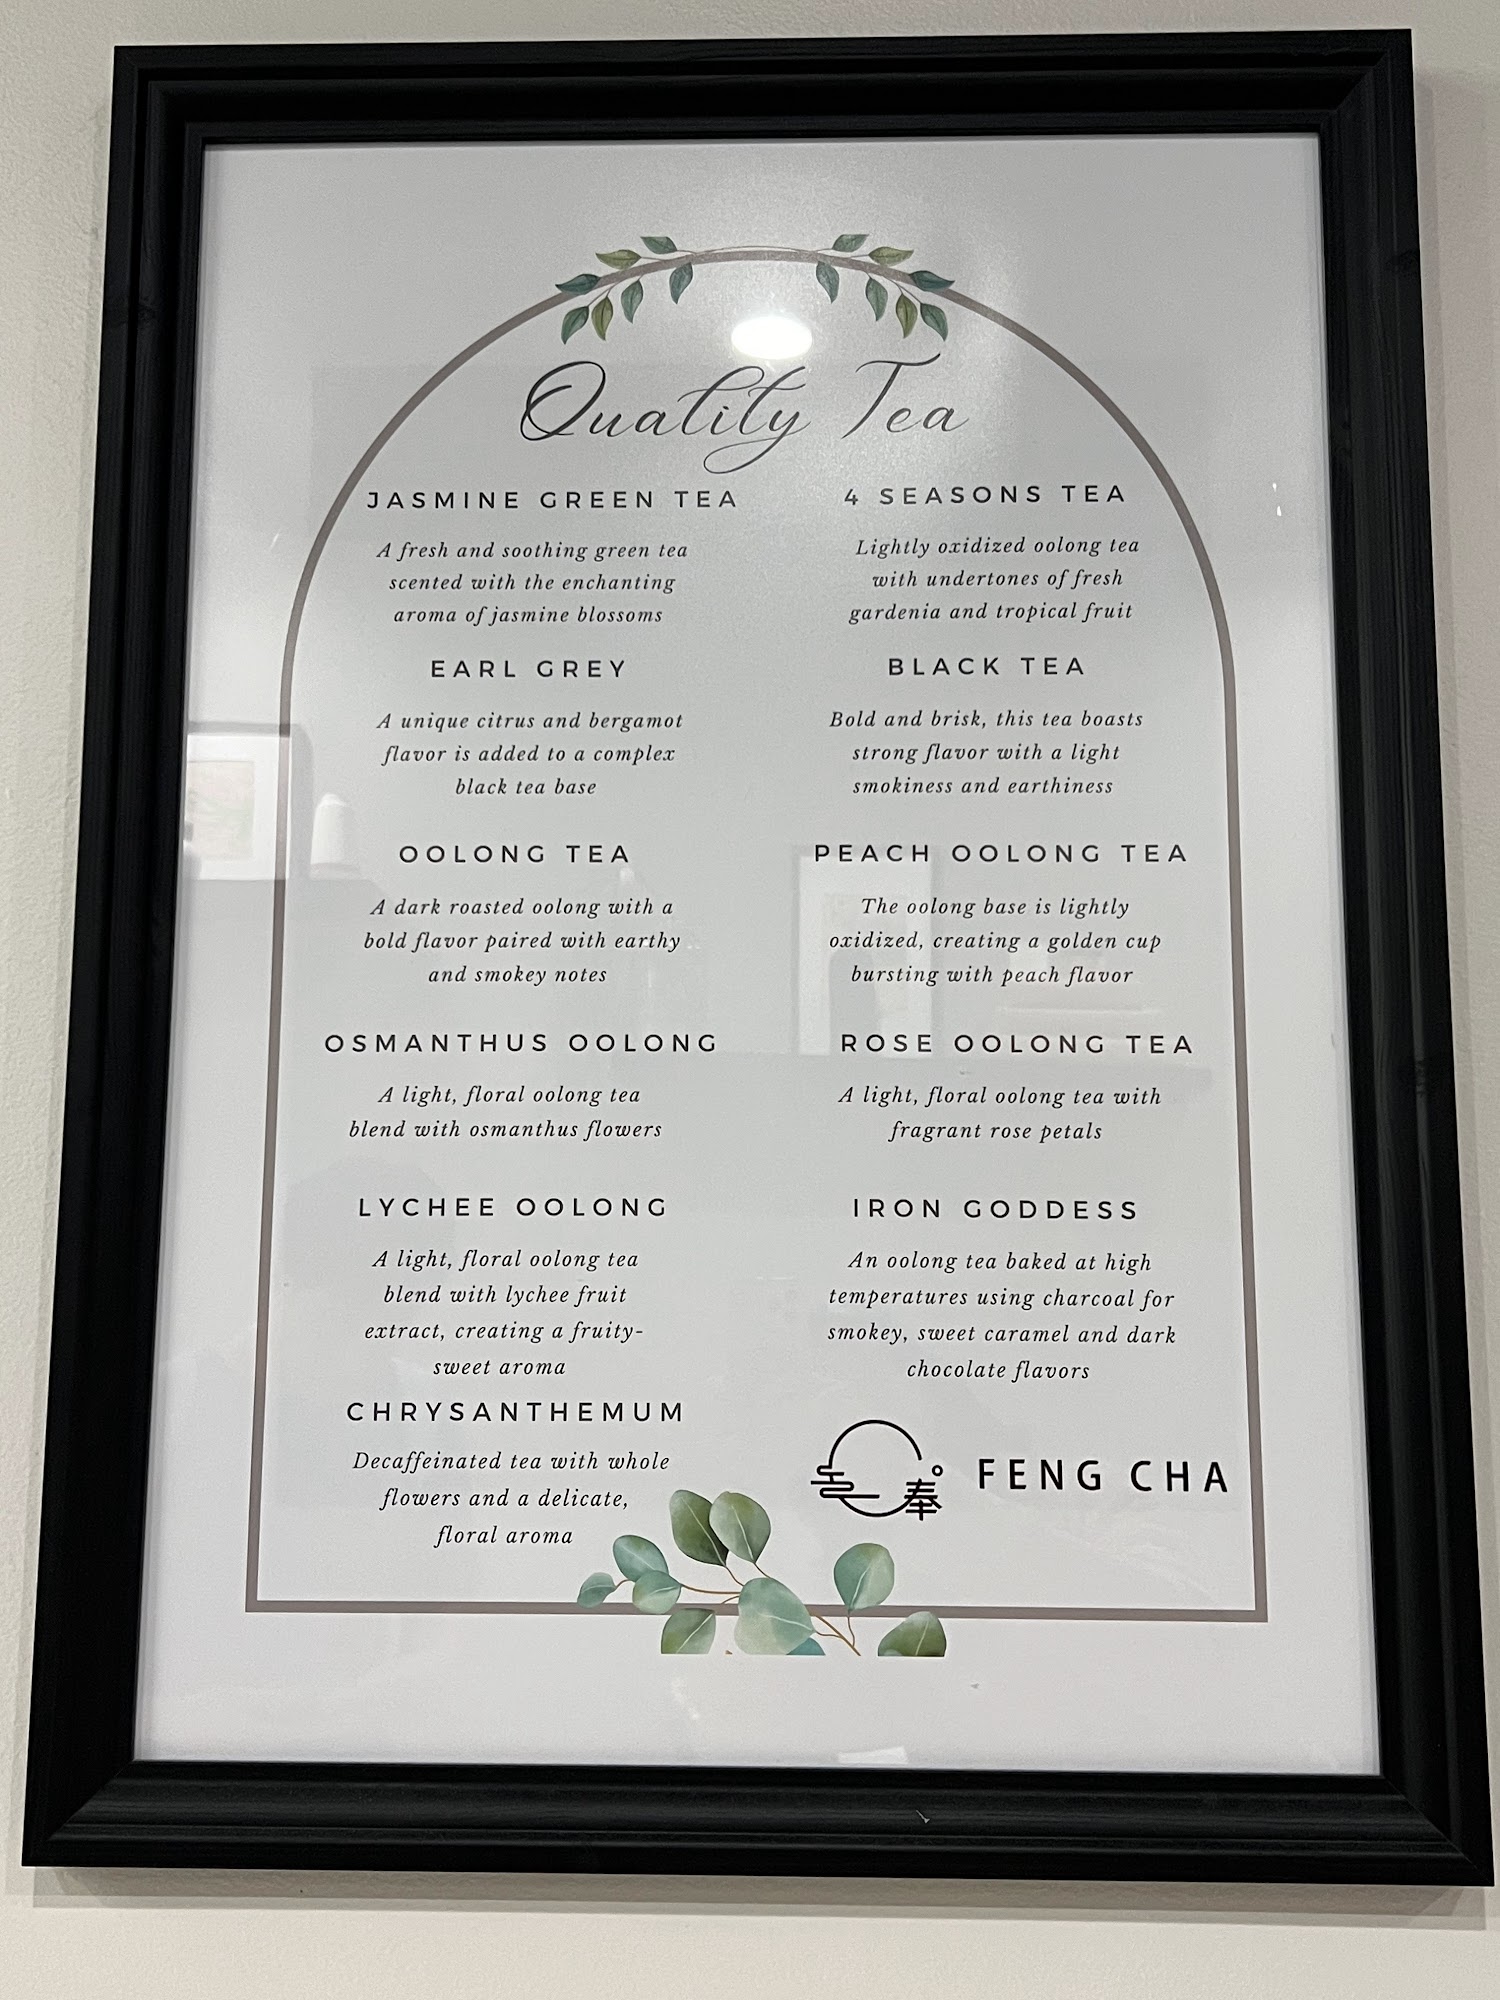 Quality Tea
JASMINE GREEN TEA
A fresh and soothing green tea
scented with the enchanting
aroma of jasmine blossoms
4 SEASONS TEA
Lightly oxidized oolong tea
with undertones of fresh
gardenia and tropical fruit
EARL GREY
A unique citrus and bergamot
flavor is added to a complex
black tea base
BLACK TEA
Bold and brisk, this tea boasts
strong flavor with a light
smokiness and earthiness
OOLONG TEA
A dark roasted oolong with a
bold flavor paired with earthy
and smokey notes
PEACH OOLONG TEA
The oolong base is lightly
oxidized, creating a golden cup
bursting with peach flavor
OSMANTHUS OOLONG
A light, floral oolong tea
blend with osmanthus flowers
ROSE OOLONG TEA
A light, floral oolong tea with
fragrant rose petals
LYCHEE OOLONG
A light, floral oolong tea
blend with lychee fruit
extract, creating a fruity-
sweet aroma
IRON GODDESS
An oolong tea baked at high
temperatures using charcoal for
smokey, sweet caramel and dark
chocolate flavors
CHRYSANTHEMUM
Decaffeinated tea with whole
flowers and a delicate,
floral aroma
奉 FENG CHA